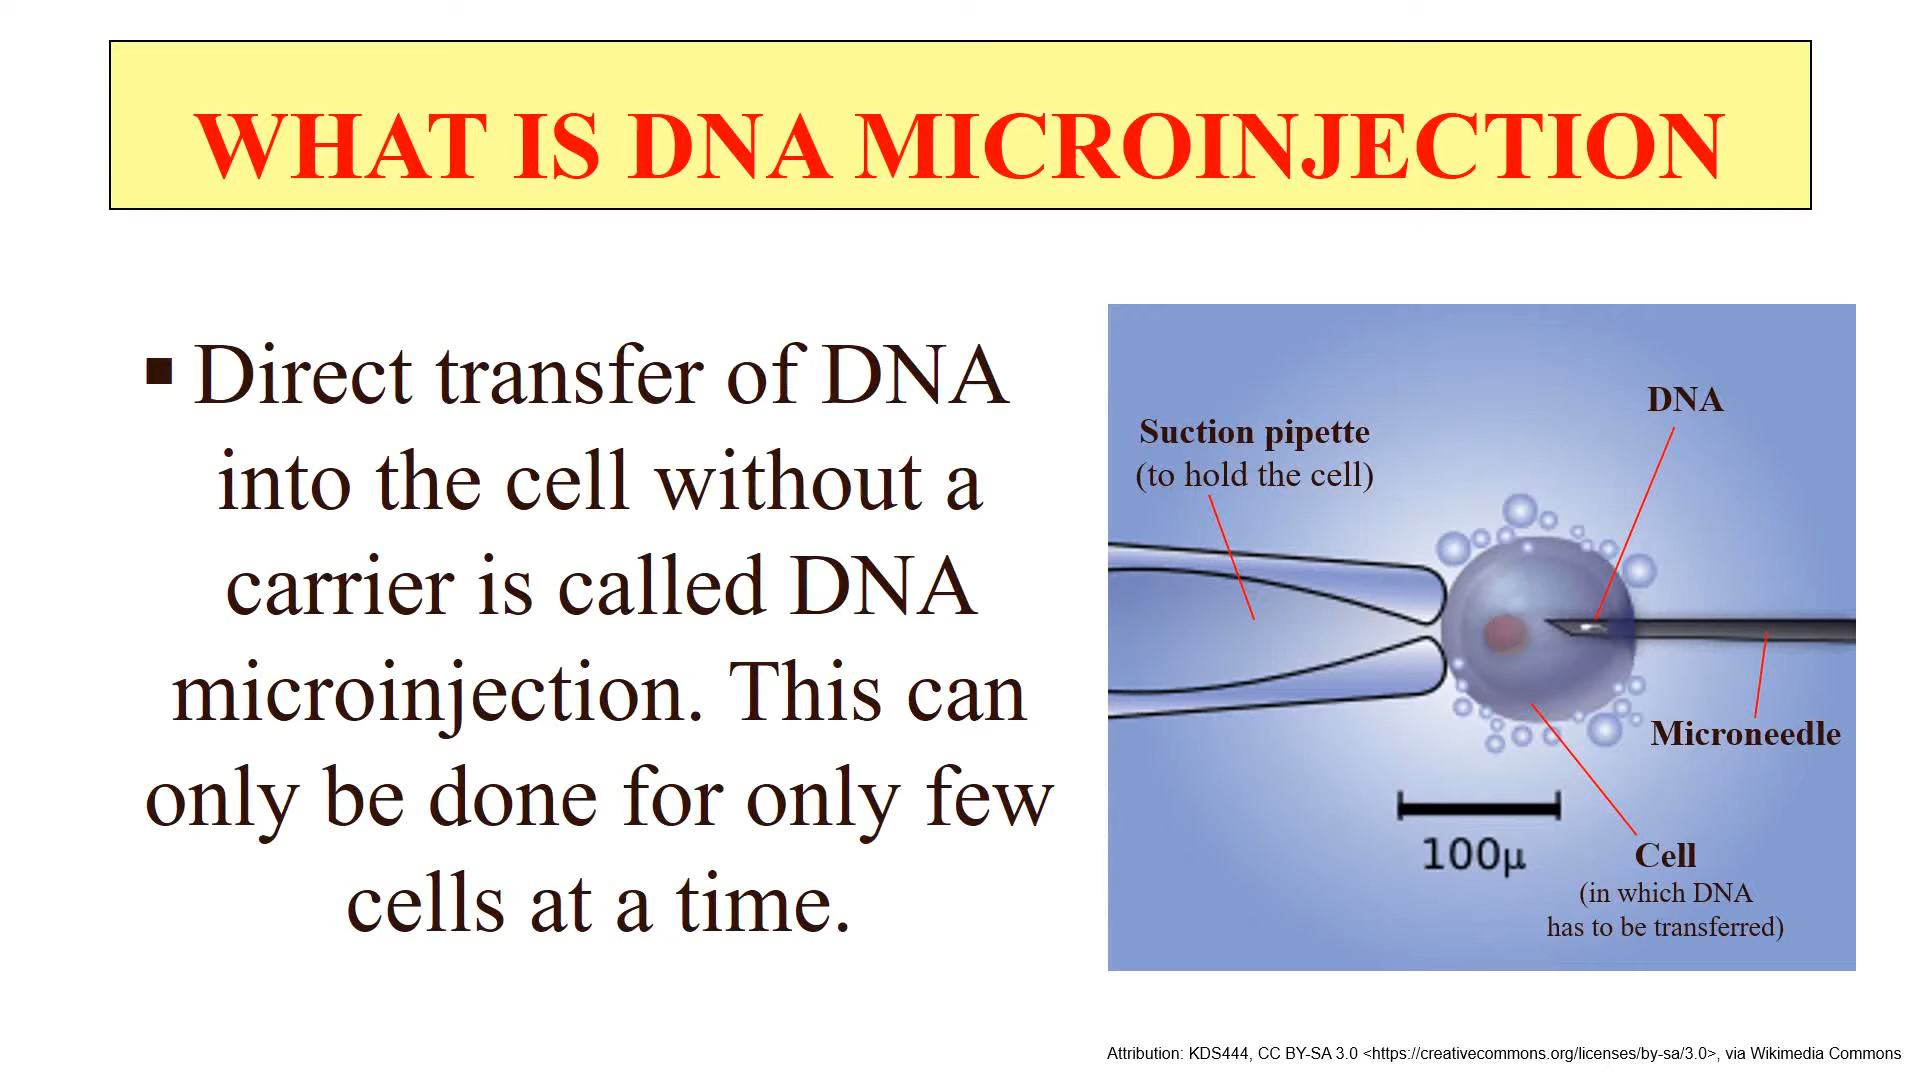 WHAT IS DNA MICROINJECTION
▪ Direct transfer of DNA
into the cell without a
carrier is called DNA
microinjection. This can
only be done for only few
cells at a time.
DNA
Suction pipette
(to hold the cell)
Microneedle
100μ
Cell
(in which DNA
has to be transferred)
Attribution: KDS444, CC BY-SA 3.0 <https://creativecommons.org/licenses/by-sa/3.0>, via Wikimedia Commons